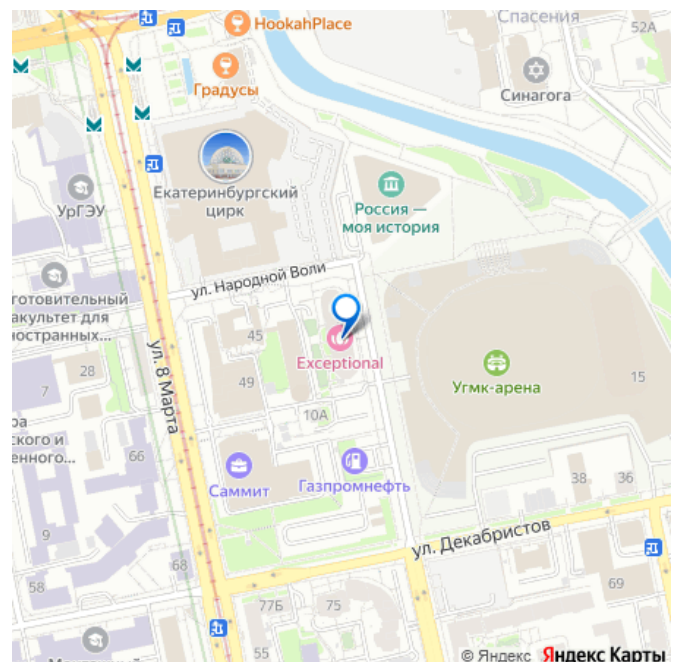 HookahPlace
Спасения
52А
Градусы
Синагога
УрГЭУ
Екатеринбургский
цирк
Россия —
моя история
ул. Народной Воли
готовительный
акультет для
ностранных...
45
Exceptional
28
7
49
ул. 8 Марта
Угмк-арена
15
10А
ра
ского и
енного...
66
Саммит
Газпромнефть
38
36
9
ул. Декабристов
68
58
77Б
75
69
55
© Яндекс Яндекс Карты